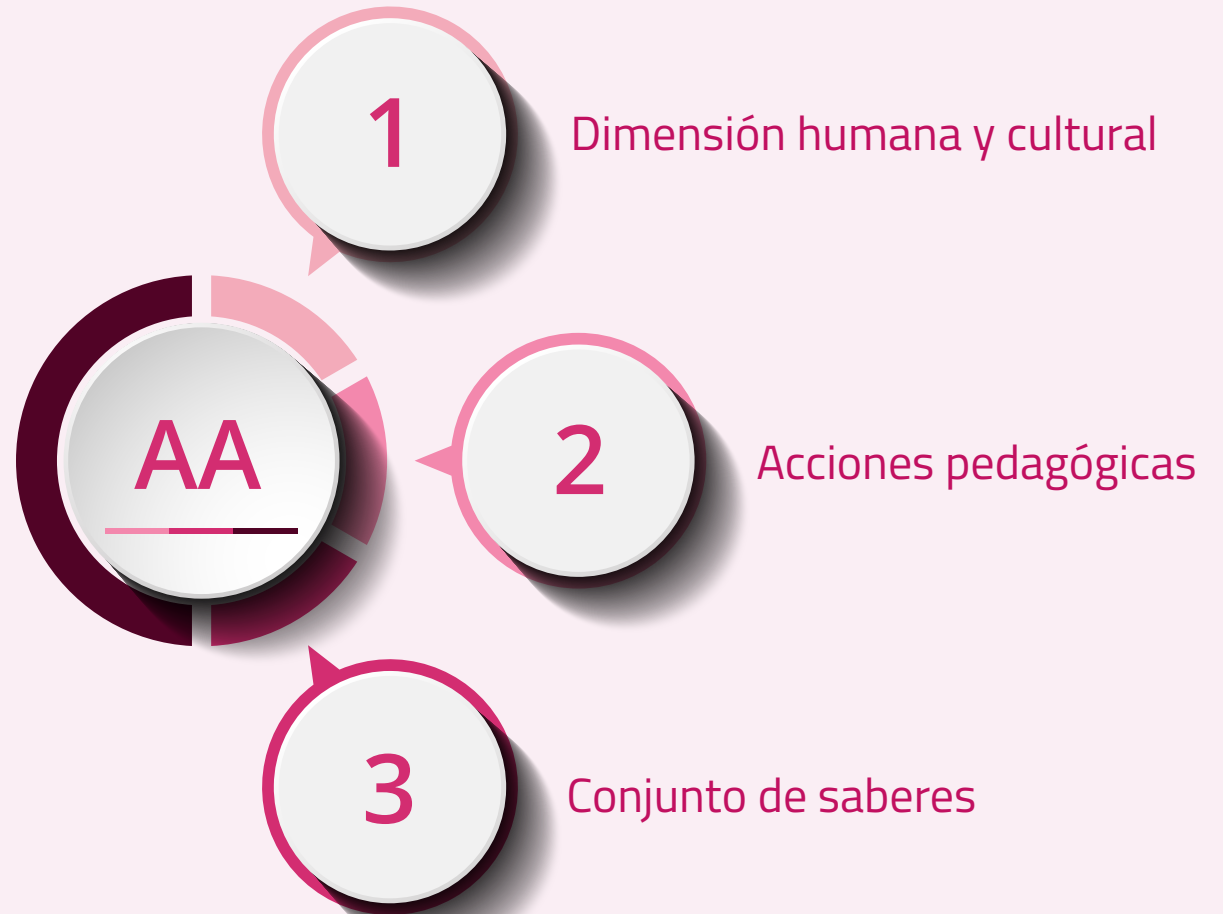 1
Dimensión humana y cultural
AA
2
Acciones pedagógicas
3
Conjunto de saberes